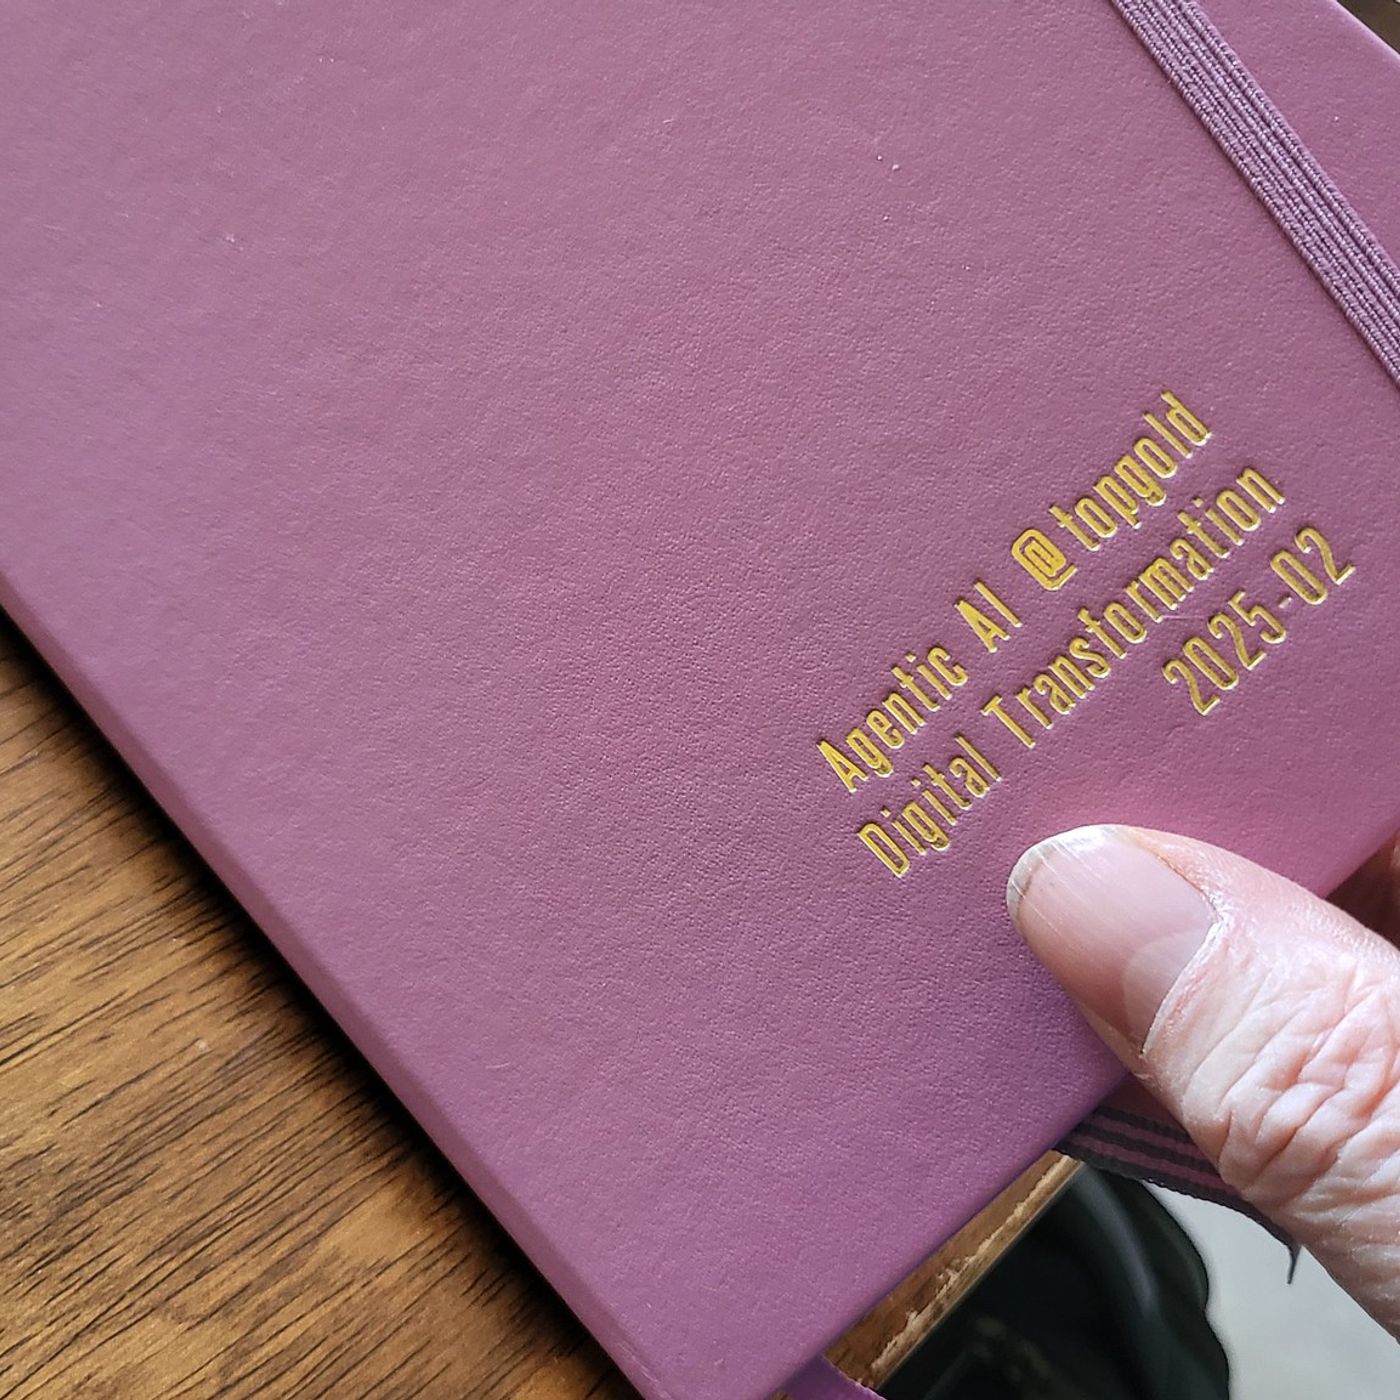 Agentic AI @topgold
Digital Transformation
2025-02